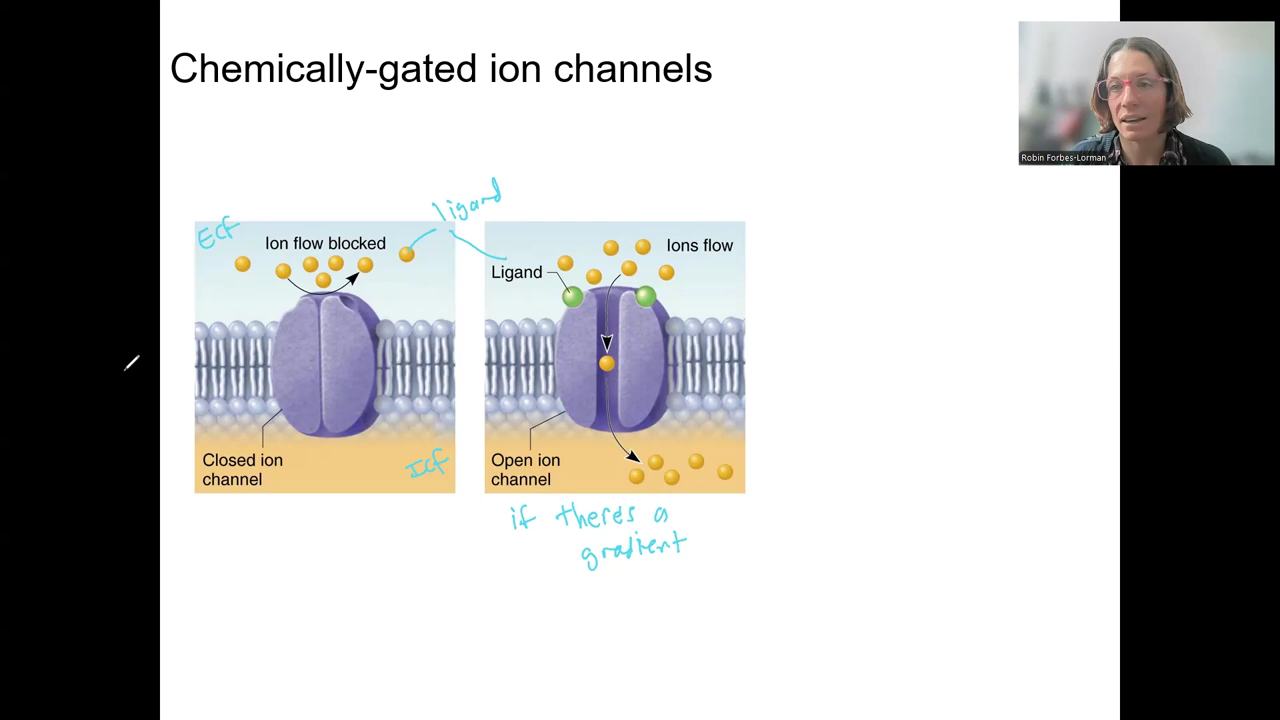 Chemically-gated ion channels
Robin Forbes-Lorman
ligand
ECF
Ion flow blocked
Closed ion
channel
ICF
Ions flow
Ligand
Open ion
channel
if there's a
gradient